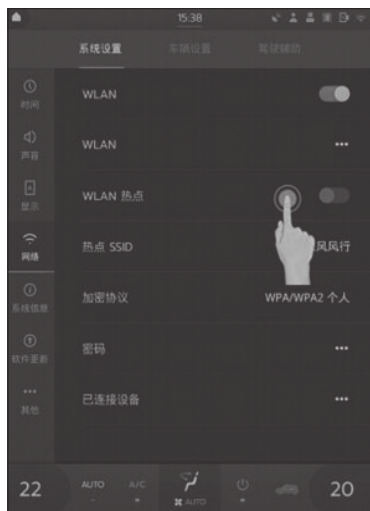 15:38
系统设置 车辆设置 驾驶辅助
时间
声音
显示
网络
系统信息
软件更新
其他
WLAN
WLAN
WLAN 热点
热点 SSID 风风行
加密协议 WPA/WPA2 个人
密码
已连接设备
22 AUTO A/C AUTO 20